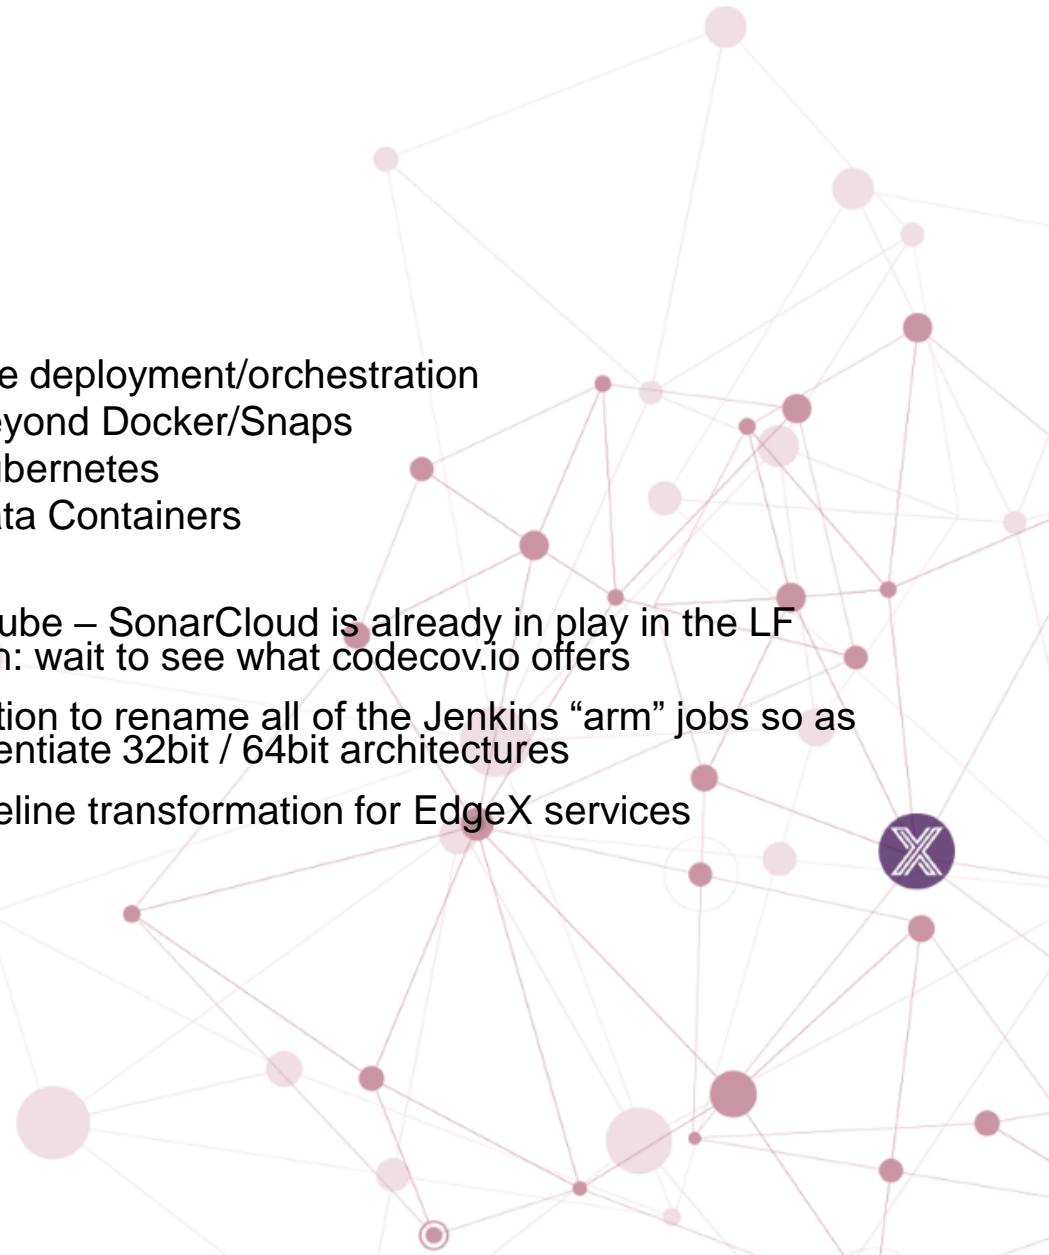 e deployment/orchestration
eyond Docker/Snaps
ubernetes
ata Containers
ube – SonarCloud is already in play in the LF
n: wait to see what codecov.io offers
tion to rename all of the Jenkins “arm” jobs so as
entiate 32bit / 64bit architectures
eline transformation for EdgeX services